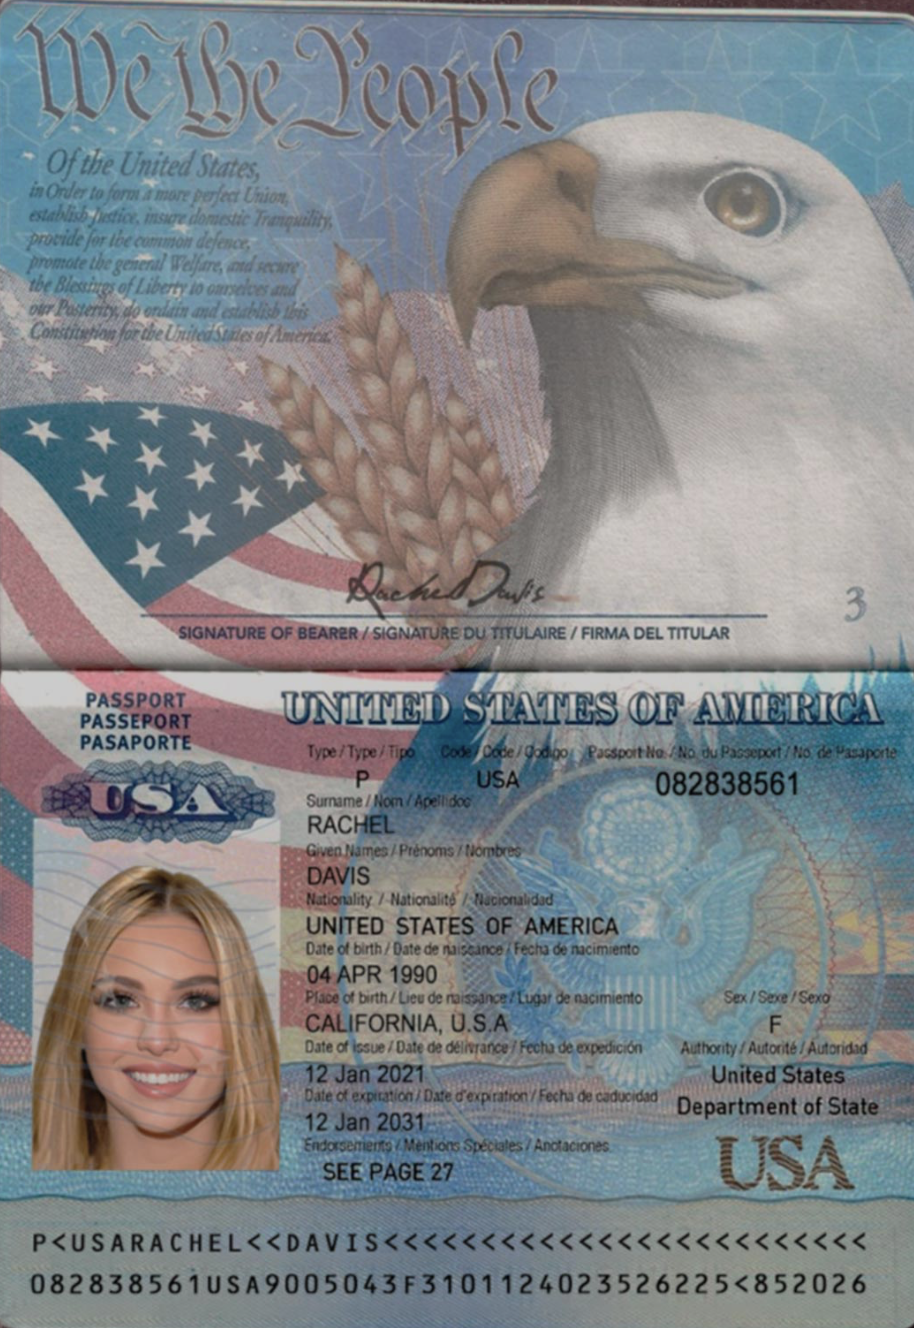 We the People
Of the United States,
in Order to form a more perfect Union,
establish Justice, insure domestic Tranquility,
provide for the common defence,
promote the general Welfare, and secure
the Blessings of Liberty to ourselves and
our Posterity, do ordain and establish this
Constitution for the United States of America.
Rachel Davis
3
SIGNATURE OF BEARER / SIGNATURE DU TITULAIRE / FIRMA DEL TITULAR
PASSPORT
PASSEPORT
PASAPORTE
USA
UNITED STATES OF AMERICA
Type / Type / Tipo Code / Code / Codigo Passport No. / No. du Passeport / No. de Pasaporte
P USA 082838561
Surname / Nom / Apellidoc
RACHEL
Given Names / Prénoms / Nombres
DAVIS
Nationality / Nationalité / Nacionalidad
UNITED STATES OF AMERICA
Date of birth / Date de naissance / Fecha de nacimiento
04 APR 1990
Place of birth / Lieu de naissance / Lugar de nacimiento Sex / Sexe / Sexo
CALIFORNIA, U.S.A F
Date of issue / Date de délivrance / Fecha de expedición Authority / Autorité / Autoridad
12 Jan 2021 United States
Date of expiration / Date d'expiration / Fecha de caducidad Department of State
12 Jan 2031
Endorsements / Mentions Spéciales / Anotaciones
SEE PAGE 27
USA
P<USARACHEL<<DAVIS<<<<<<<<<<<<<<<<<<<<<<<<<
082838561USA9005043F3101124023526225<852026